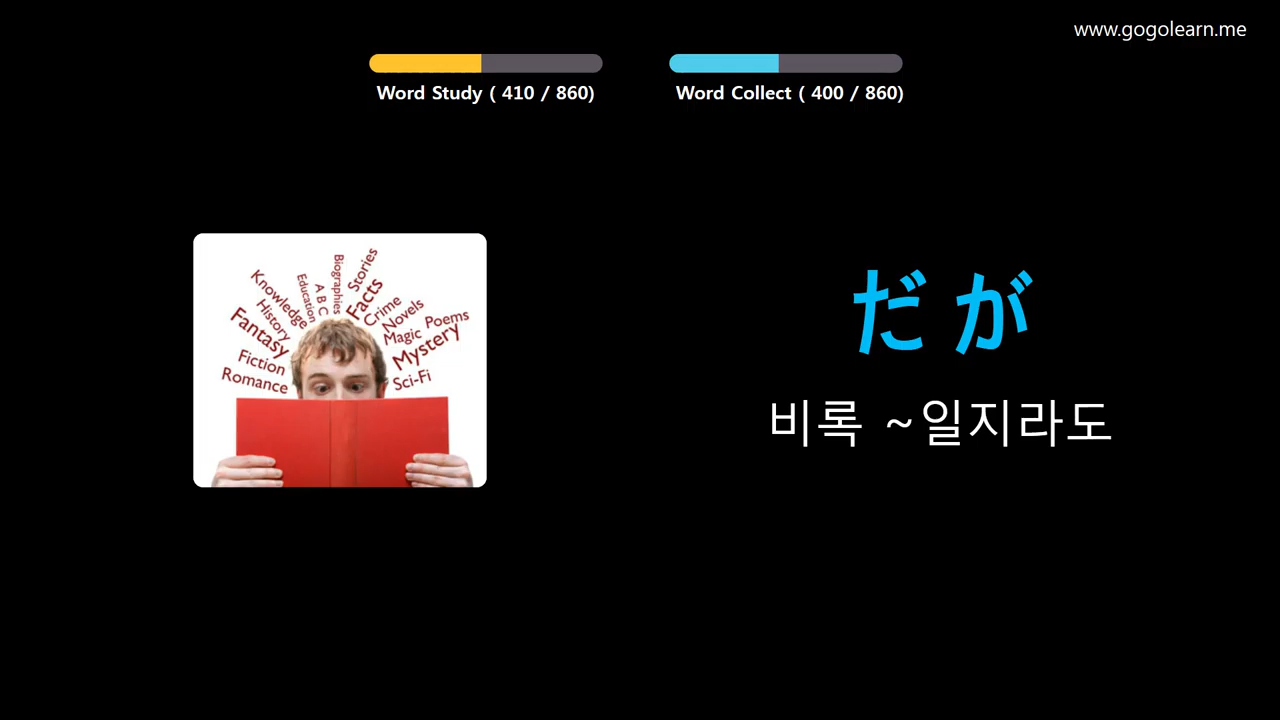 www.gogolearn.me
Word Study ( 410 / 860)
Word Collect ( 400 / 860)
Knowledge
History
Fantasy
Fiction
Romance
Education
A B C
Biographies
Stories
Facts
Crime
Novels
Magic
Poems
Mystery
Sci-Fi
だが
비록 ~일지라도